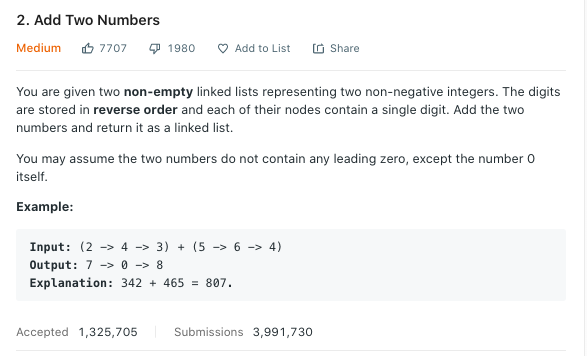 2. Add Two Numbers
Medium 7707 1980 Add to List Share
You are given two non-empty linked lists representing two non-negative integers. The digits
are stored in reverse order and each of their nodes contain a single digit. Add the two
numbers and return it as a linked list.
You may assume the two numbers do not contain any leading zero, except the number 0
itself.
Example:
Input: (2 -> 4 -> 3) + (5 -> 6 -> 4)
Output: 7 -> 0 -> 8
Explanation: 342 + 465 = 807.
Accepted 1,325,705 Submissions 3,991,730